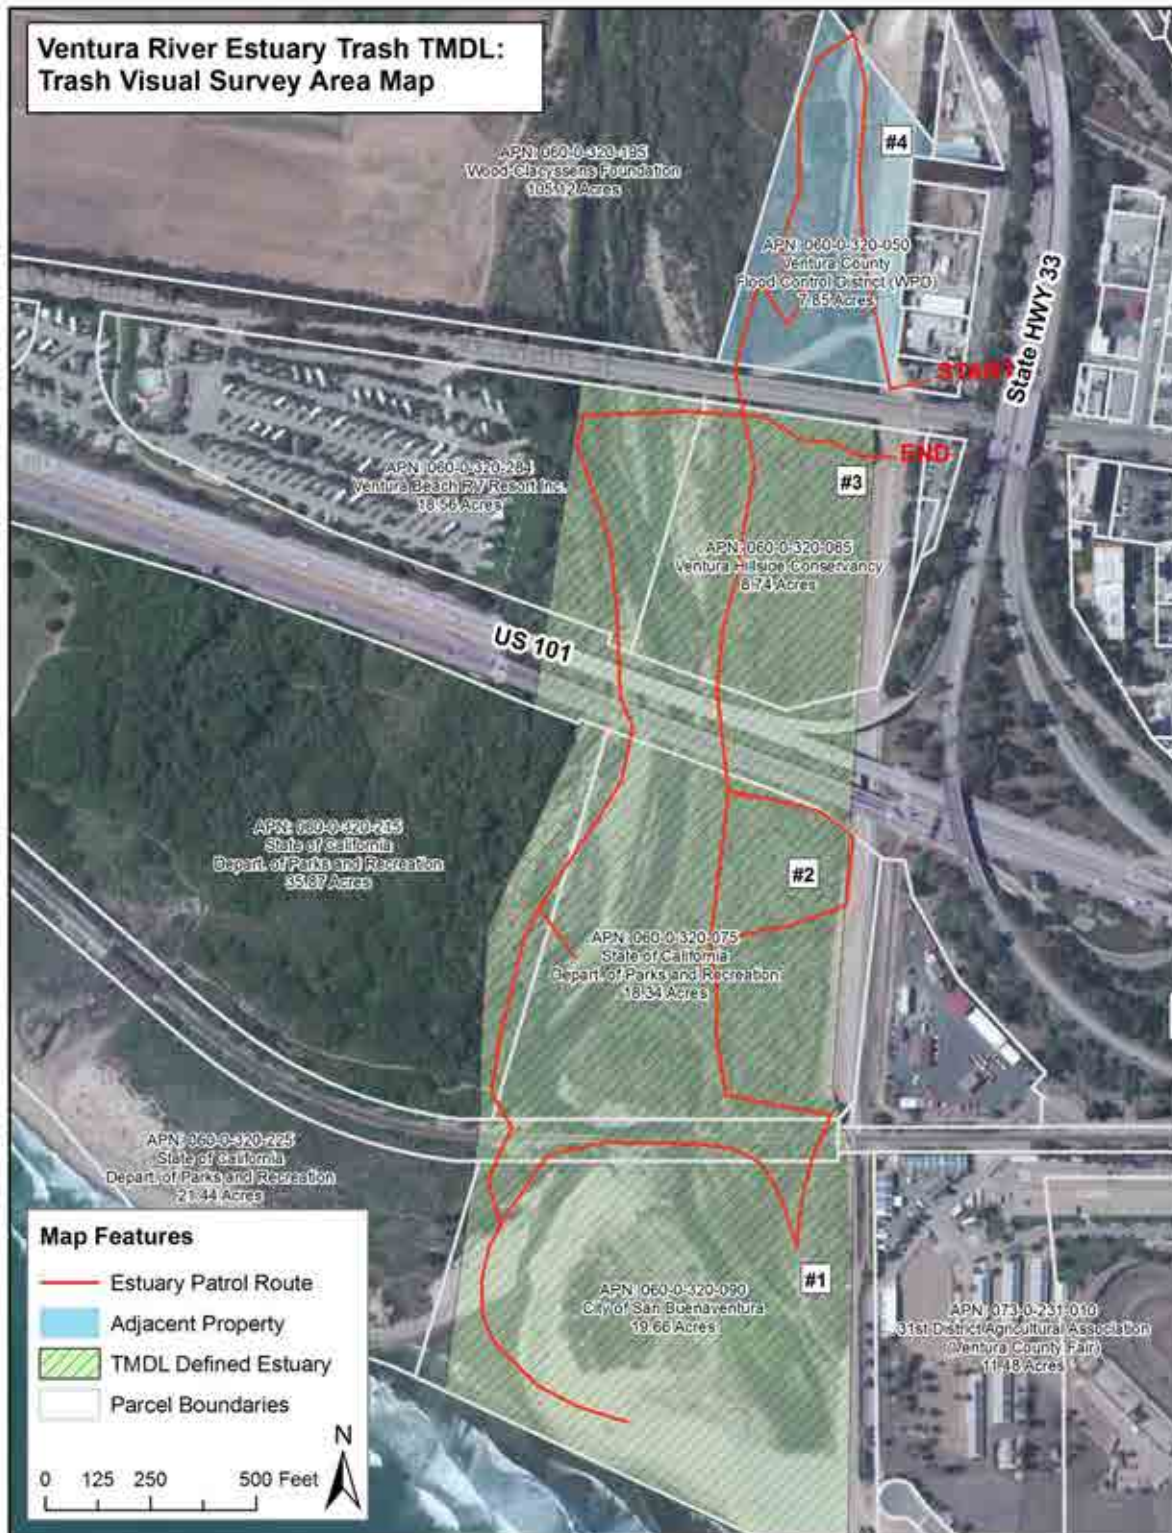 Ventura River Estuary Trash TMDL:
Trash Visual Survey Area Map
#4
APN: 060-0-320-195
Wood-Claeyssens Foundation
105.12 Acres
APN: 060-0-320-050
Ventura County
Flood Control District (WPD)
7.85 Acres
State HWY 33
START
END
APN: 060-0-320-284
Ventura Beach RV Resort Inc.
18.56 Acres
#3
APN: 060-0-320-065
Ventura Hillside Conservancy
8.74 Acres
US 101
APN: 060-0-320-215
State of California
Depart. of Parks and Recreation
35.87 Acres
#2
APN: 060-0-320-075
State of California
Depart. of Parks and Recreation
18.34 Acres
APN: 060-0-320-225
State of California
Depart. of Parks and Recreation
21.44 Acres
#1
APN: 060-0-320-090
City of San Buenaventura
19.66 Acres
APN: 073-0-231-010
31st District Agricultural Association
(Ventura County Fair)
11.48 Acres
Map Features
Estuary Patrol Route
Adjacent Property
TMDL Defined Estuary
Parcel Boundaries
N
0 125 250 500 Feet